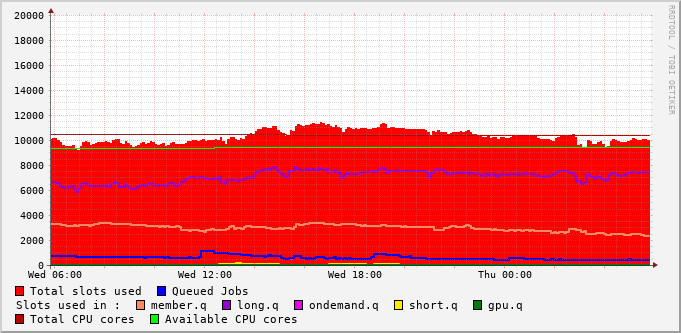 20000
18000
16000
14000
12000
10000
8000
6000
4000
2000
0
Wed 06:00 Wed 12:00 Wed 18:00 Thu 00:00
Total slots used Queued Jobs
Slots used in : member.q long.q ondemand.q short.q gpu.q
Total CPU cores Available CPU cores
RRDTOOL / TOBI OETIKER